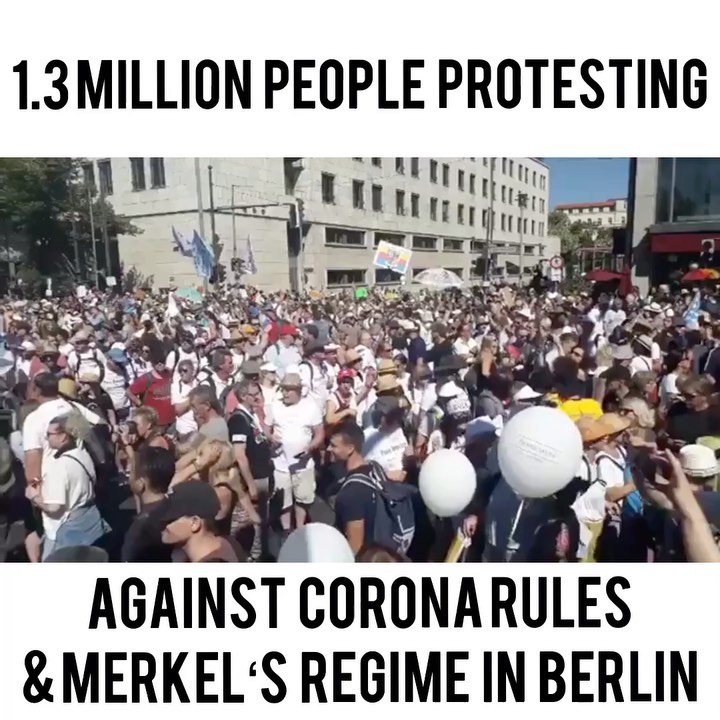 1.3 MILLION PEOPLE PROTESTING
AGAINST CORONA RULES
& MERKEL‘S REGIME IN BERLIN